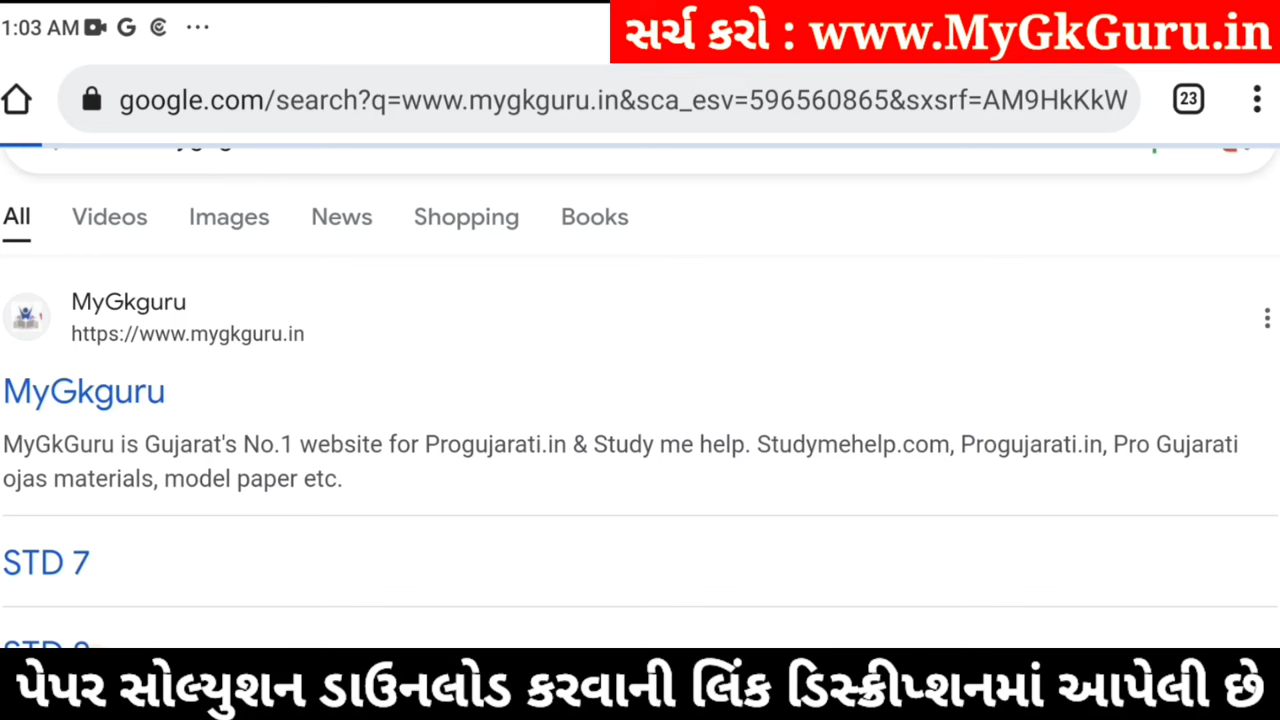 1:03 AM
સર્ચ કરો : www.MyGkGuru.in
google.com/search?q=www.mygkguru.in&sca_esv=596560865&sxsrf=AM9HkKkW
23
All Videos Images News Shopping Books
MyGkguru
https://www.mygkguru.in
MyGkguru
MyGkGuru is Gujarat's No.1 website for Progujarati.in & Study me help. Studymehelp.com, Progujarati.in, Pro Gujarati
ojas materials, model paper etc.
STD 7
પેપર સોલ્યુશન ડાઉનલોડ કરવાની લિંક ડિસ્ક્રીપ્શનમાં આપેલી છે